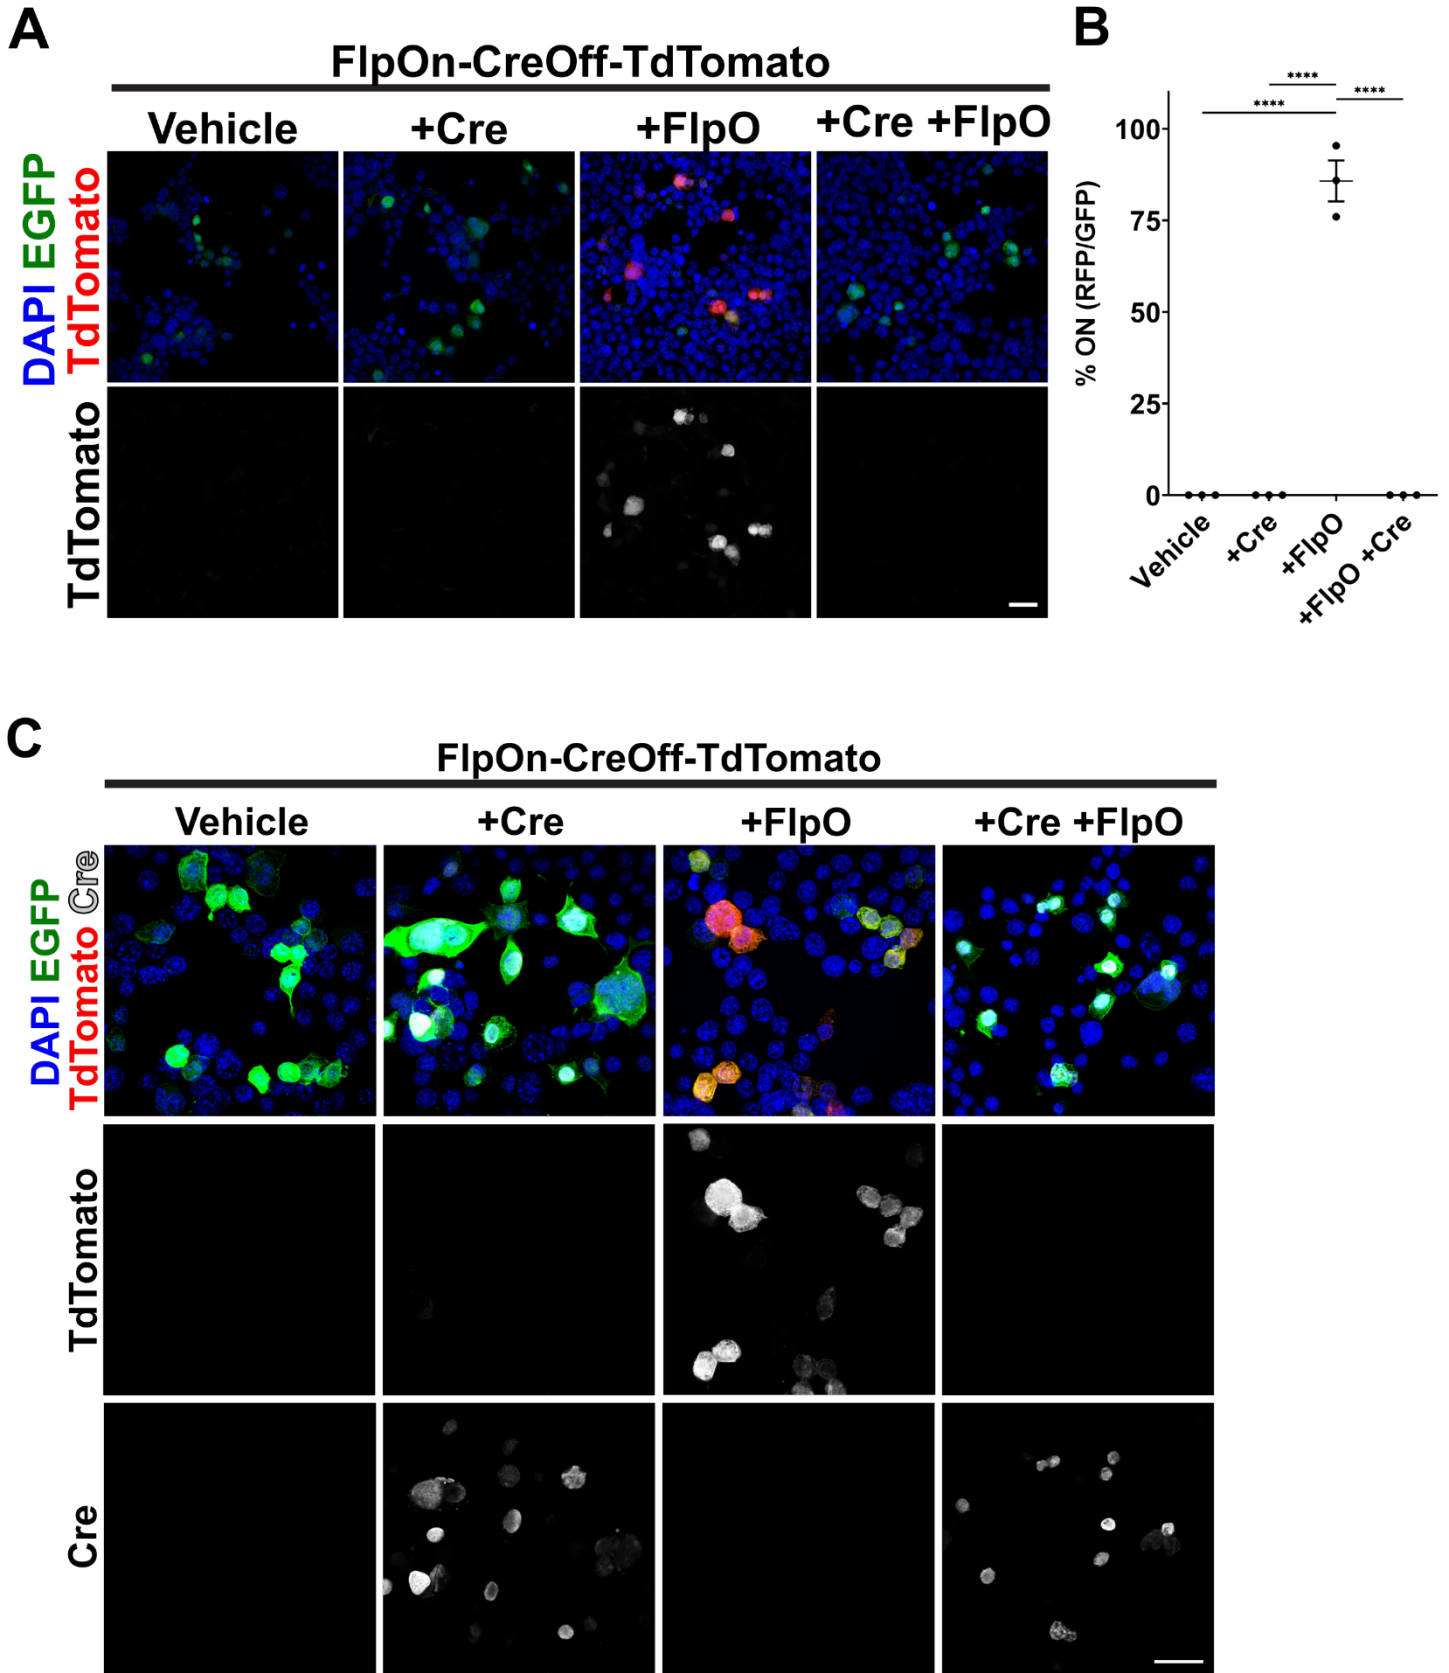 A
FlpOn-CreOff-TdTomato
Vehicle
+Cre
+FlpO
+Cre +FlpO
DAPI EGFP
TdTomato
TdTomato
B
****
****
****
100
75
50
25
0
% ON (RFP/GFP)
Vehicle
+Cre
+FlpO
+FlpO +Cre
C
FlpOn-CreOff-TdTomato
Vehicle
+Cre
+FlpO
+Cre +FlpO
DAPI EGFP
TdTomato Cre
TdTomato
Cre